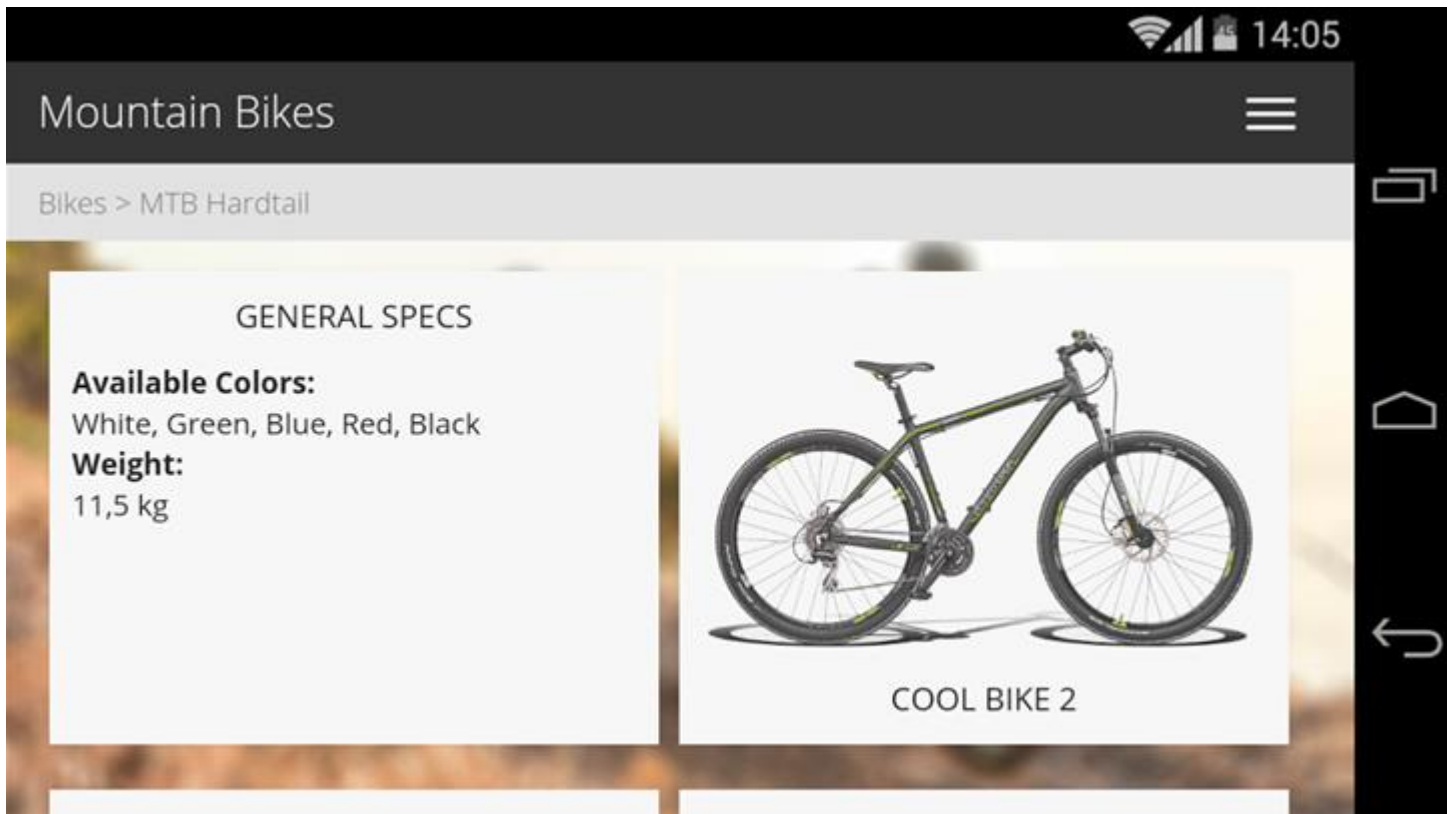 14:05
Mountain Bikes
Bikes > MTB Hardtail
GENERAL SPECS
Available Colors:
White, Green, Blue, Red, Black
Weight:
11,5 kg
COOL BIKE 2